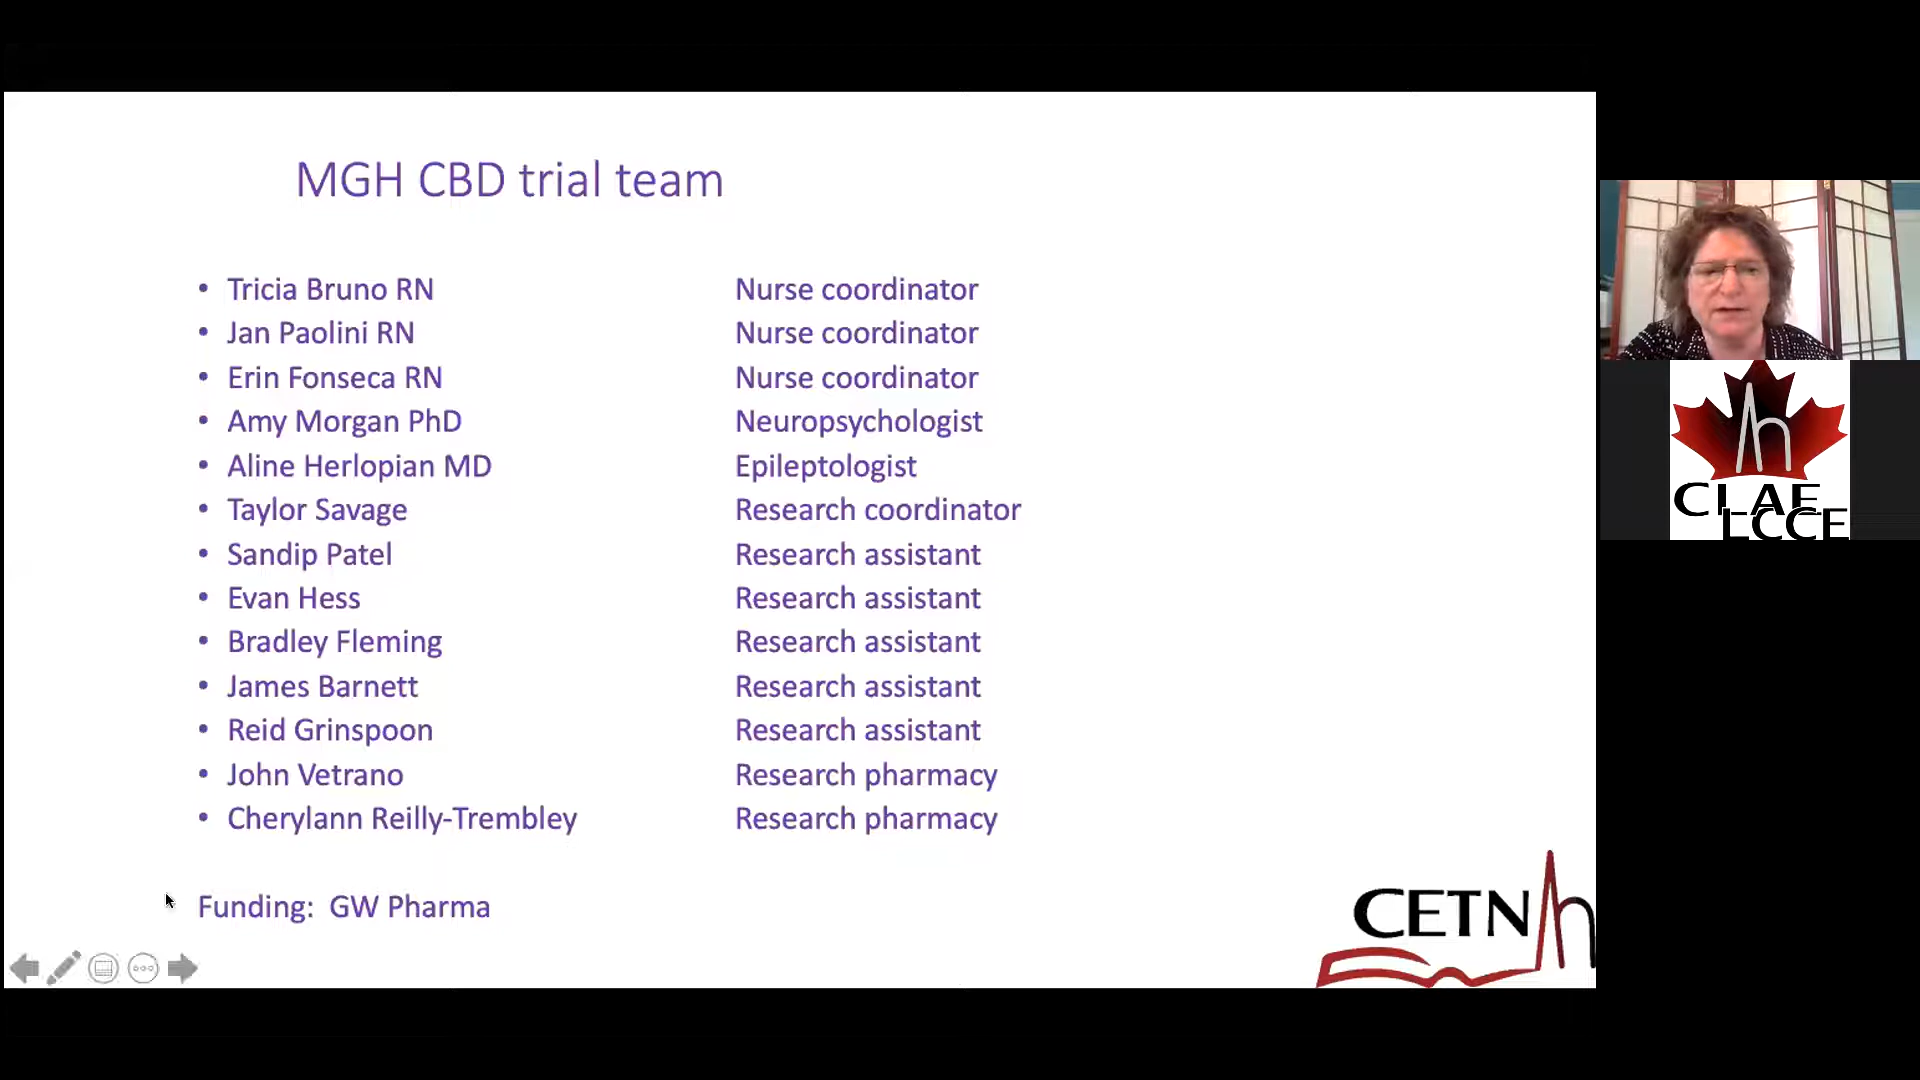 MGH CBD trial team
• Tricia Bruno RN Nurse coordinator
• Jan Paolini RN Nurse coordinator
• Erin Fonseca RN Nurse coordinator
• Amy Morgan PhD Neuropsychologist
• Aline Herlopian MD Epileptologist
• Taylor Savage Research coordinator
• Sandip Patel Research assistant
• Evan Hess Research assistant
• Bradley Fleming Research assistant
• James Barnett Research assistant
• Reid Grinspoon Research assistant
• John Vetrano Research pharmacy
• Cherylann Reilly-Trembley Research pharmacy
Funding: GW Pharma
CETN
CLAE
LCCE